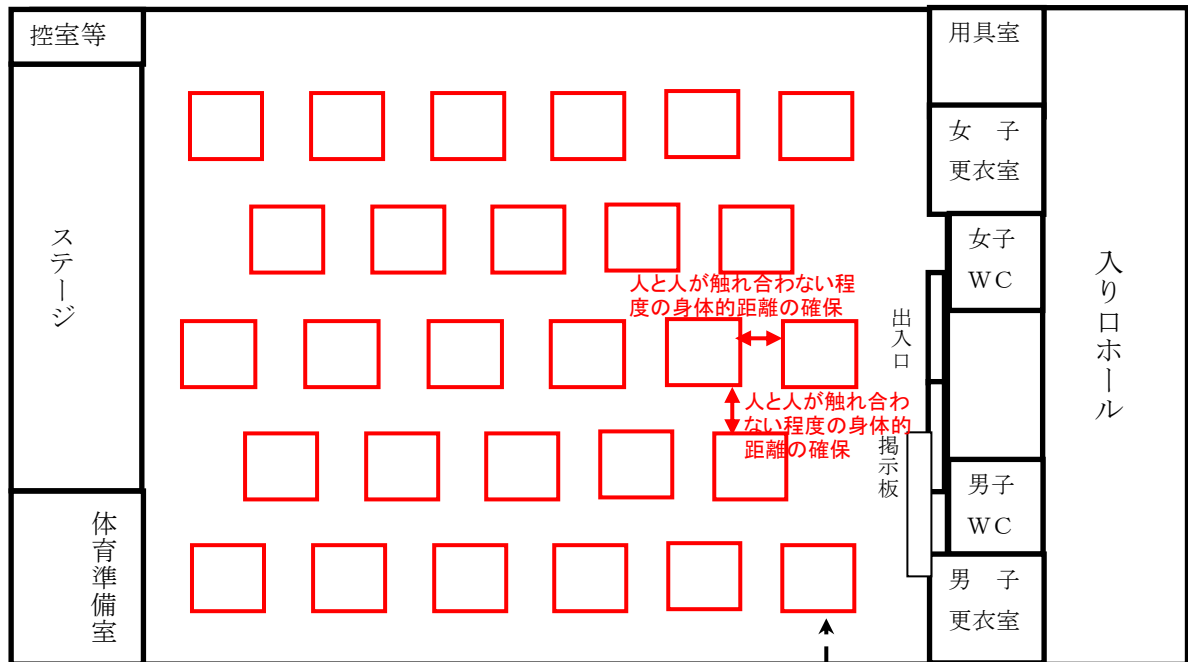 控室等
ステージ
体育準備室
人と人が触れ合わない程
度の身体的距離の確保
人と人が触れ合わ
ない程度の身体的
距離の確保
出入口
掲示板
用具室
女　子
更衣室
女子
ＷＣ
男子
ＷＣ
男　子
更衣室
入り口ホール